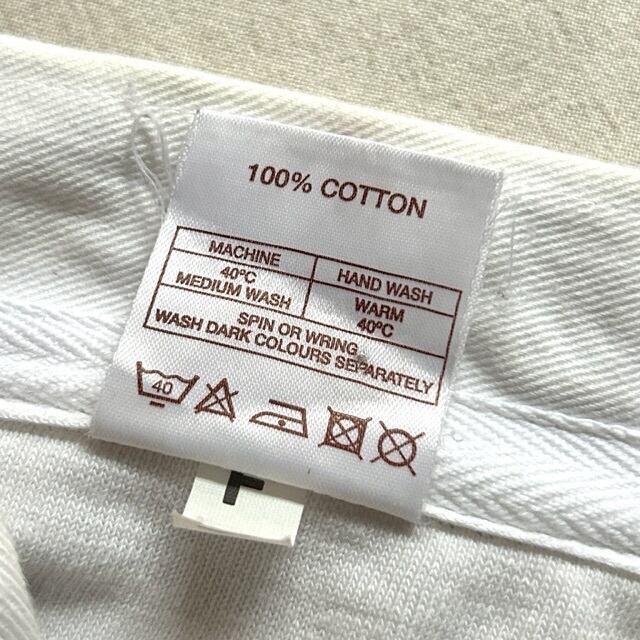 100% COTTON
MACHINE
40°C
MEDIUM WASH
HAND WASH
WARM
40°C
SPIN OR WRING
WASH DARK COLOURS SEPARATELY
40